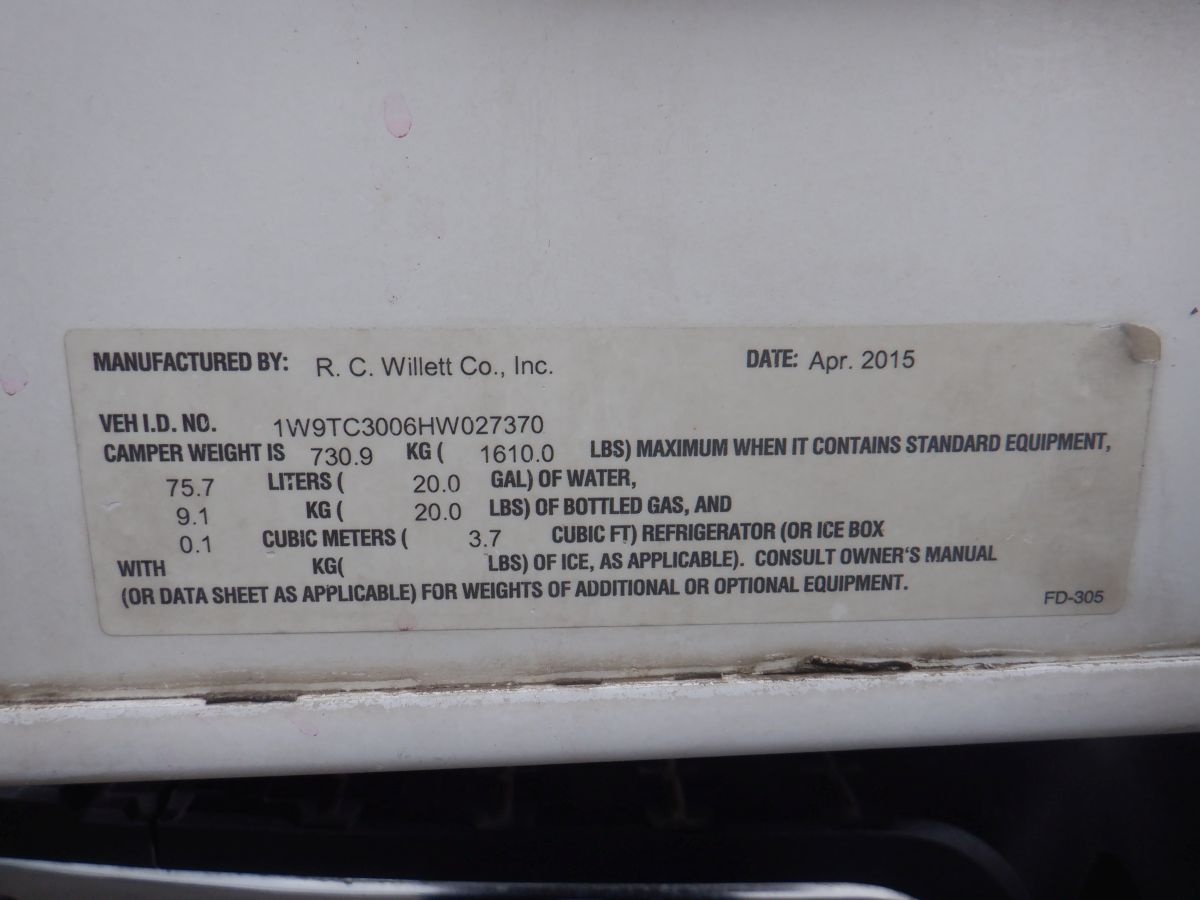 MANUFACTURED BY: R. C. Willett Co., Inc. DATE: Apr. 2015
VEH I.D. NO. 1W9TC3006HW027370
CAMPER WEIGHT IS 730.9 KG ( 1610.0 LBS) MAXIMUM WHEN IT CONTAINS STANDARD EQUIPMENT,
75.7 LITERS ( 20.0 GAL) OF WATER,
9.1 KG ( 20.0 LBS) OF BOTTLED GAS, AND
0.1 CUBIC METERS ( 3.7 CUBIC FT) REFRIGERATOR (OR ICE BOX
WITH KG( LBS) OF ICE, AS APPLICABLE). CONSULT OWNER'S MANUAL
(OR DATA SHEET AS APPLICABLE) FOR WEIGHTS OF ADDITIONAL OR OPTIONAL EQUIPMENT.
FD-305